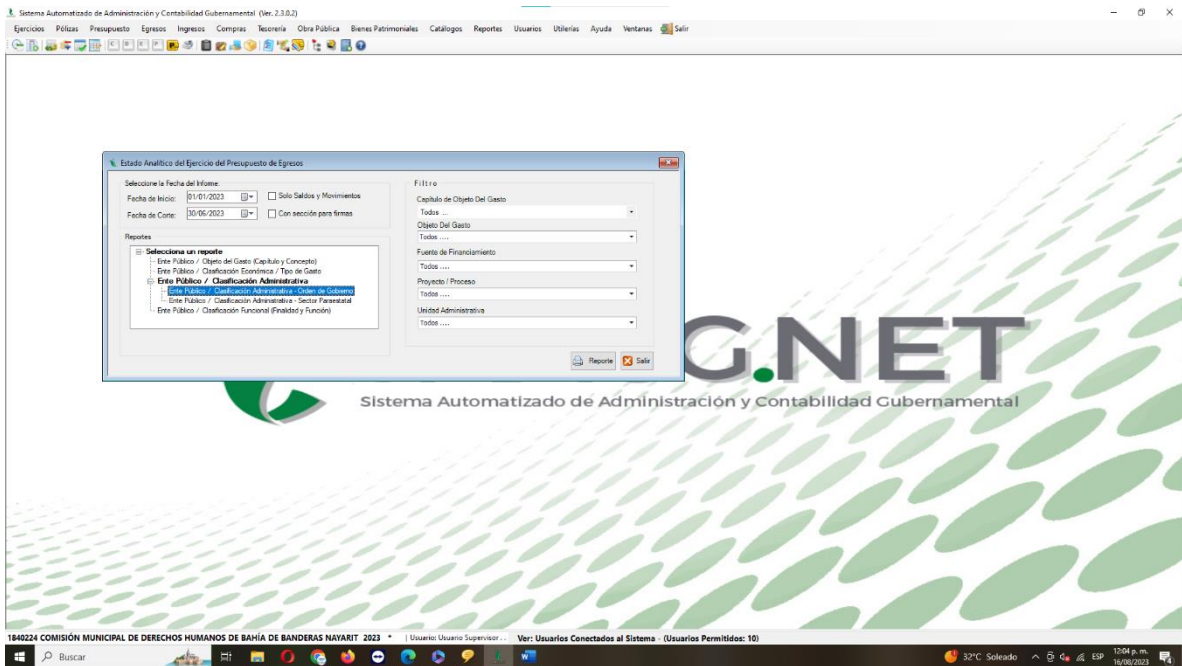 Sistema Automatizado de Administración y Contabilidad Gubernamental (Ver. 2.3.0.2)
Ejercicios Pólizas Presupuesto Egresos Ingresos Compras Tesorería Obra Pública Bienes Patrimoniales Catálogos Reportes Usuarios Utilerías Ayuda Ventanas Salir
Estado Analítico del Ejercicio del Presupuesto de Egresos
Seleccione la Fecha del Informe:
Fecha de Inicio: 01/01/2023 Solo Saldos y Movimientos
Fecha de Corte: 30/06/2023 Con sección para firmas
Reportes
Selecciona un reporte
Ente Público / Objeto del Gasto (Capítulo y Concepto)
Ente Público / Clasificación Económica / Tipo de Gasto
Ente Público / Clasificación Administrativa
Ente Público / Clasificación Administrativa - Orden de Gobierno
Ente Público / Clasificación Administrativa - Sector Paraestatal
Ente Público / Clasificación Funcional (Finalidad y Función)
Filtro
Capítulo de Objeto Del Gasto
Todos ...
Objeto Del Gasto
Todos ....
Fuente de Financiamiento
Todos ....
Proyecto / Proceso
Todos ....
Unidad Administrativa
Todos ....
Reporte Salir
G.NET
Sistema Automatizado de Administración y Contabilidad Gubernamental
1840224 COMISIÓN MUNICIPAL DE DERECHOS HUMANOS DE BAHÍA DE BANDERAS NAYARIT 2023 * | Usuario: Usuario Supervisor . . Ver: Usuarios Conectados al Sistema - (Usuarios Permitidos: 10)
Buscar
32°C Soleado ESP 12:04 p. m.
16/08/2023